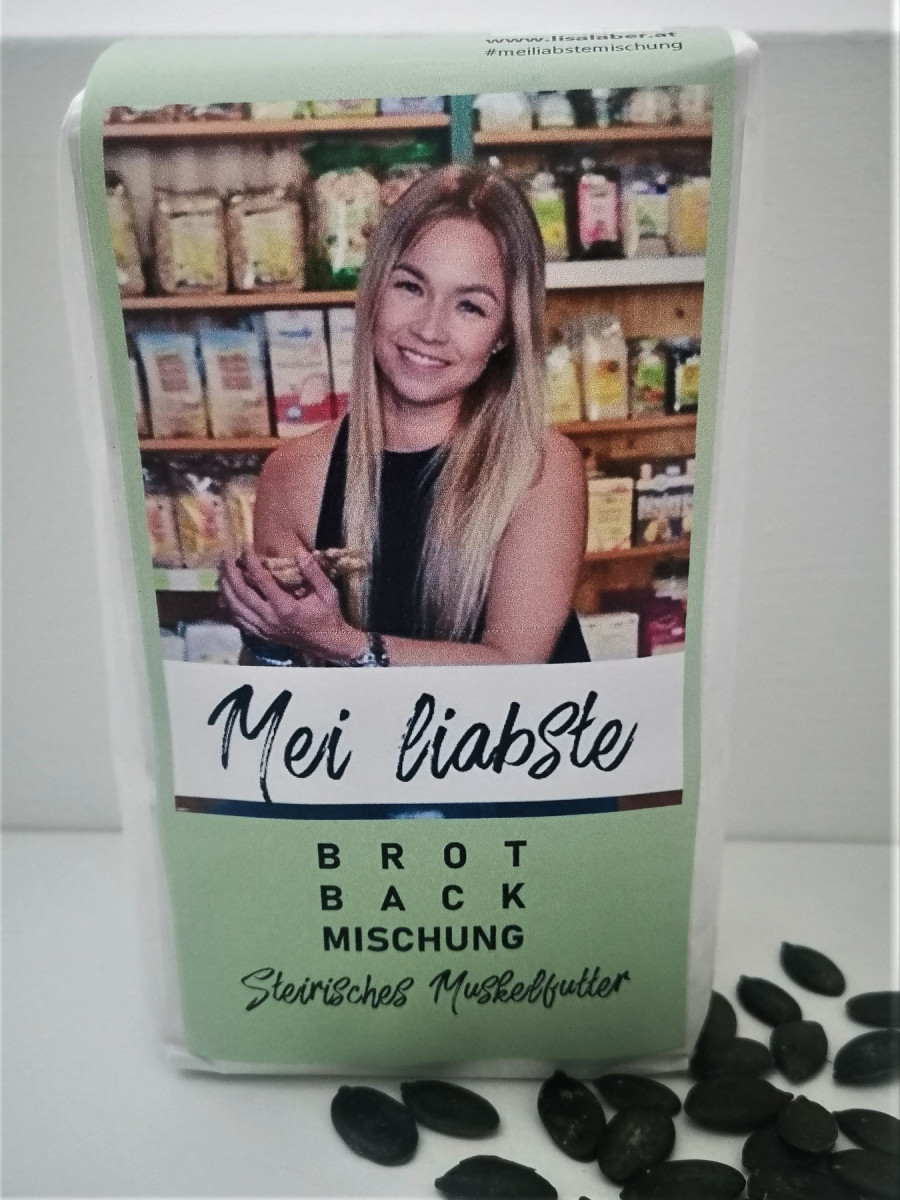 www.lisalaber.at
#meiliabstemischung
Mei liabste
BROT
BACK
MISCHUNG
Steirisches Muskelfutter